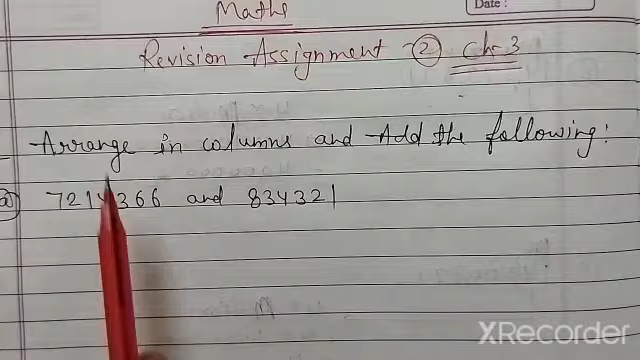 Maths
Date :
Revision Assignment - ② Ch-3
Arrange in columns and Add the following:
a) 7214366 and 834321
XRecorder